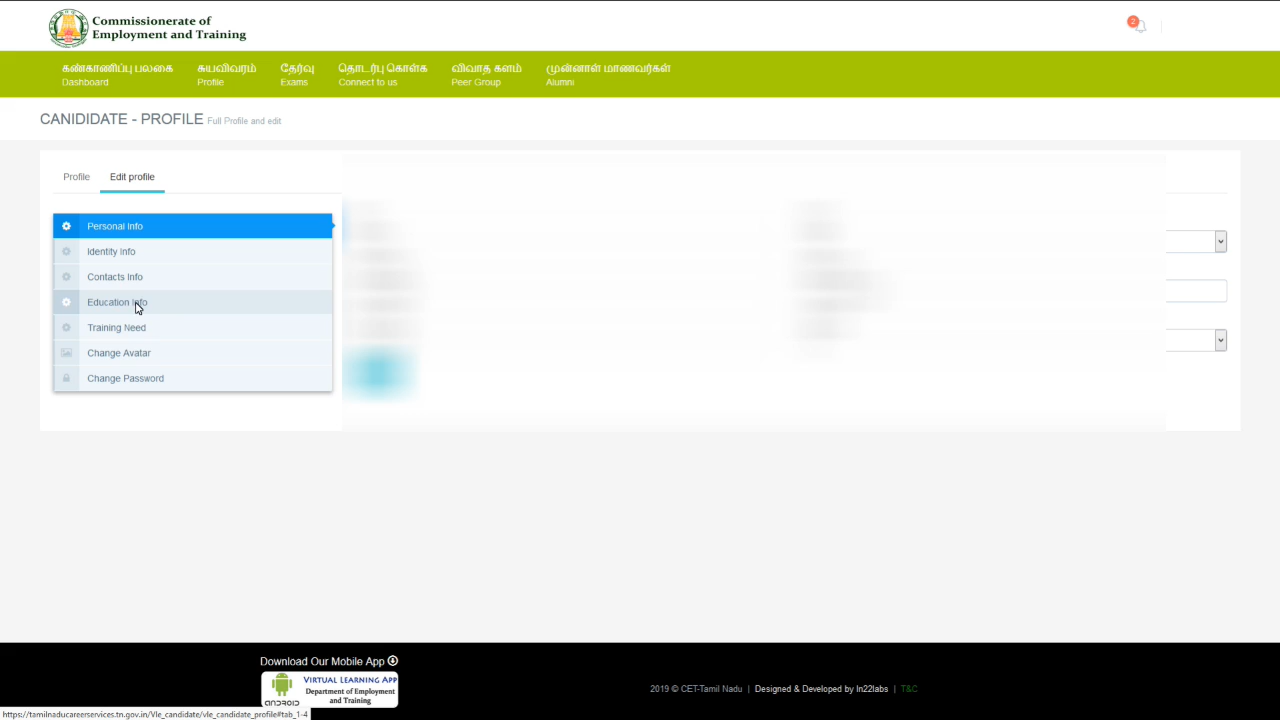 Commissionerate of
Employment and Training
2
கண்காணிப்பு பலகை சுயவிவரம் தேர்வு தொடர்பு கொள்க விவாத களம் முன்னாள் மாணவர்கள்
Dashboard Profile Exams Connect to us Peer Group Alumni
CANIDIDATE - PROFILE Full Profile and edit
Profile Edit profile
Personal Info
Identity Info
Contacts Info
Education Info
Training Need
Change Avatar
Change Password
Download Our Mobile App
VIRTUAL LEARNING APP
Department of Employment
and Training
ANDROID
2019 © CET-Tamil Nadu | Designed & Developed by In22labs | T&C
https://tamilnaducareerservices.tn.gov.in/Vle_candidate/vle_candidate_profile#tab_1-4